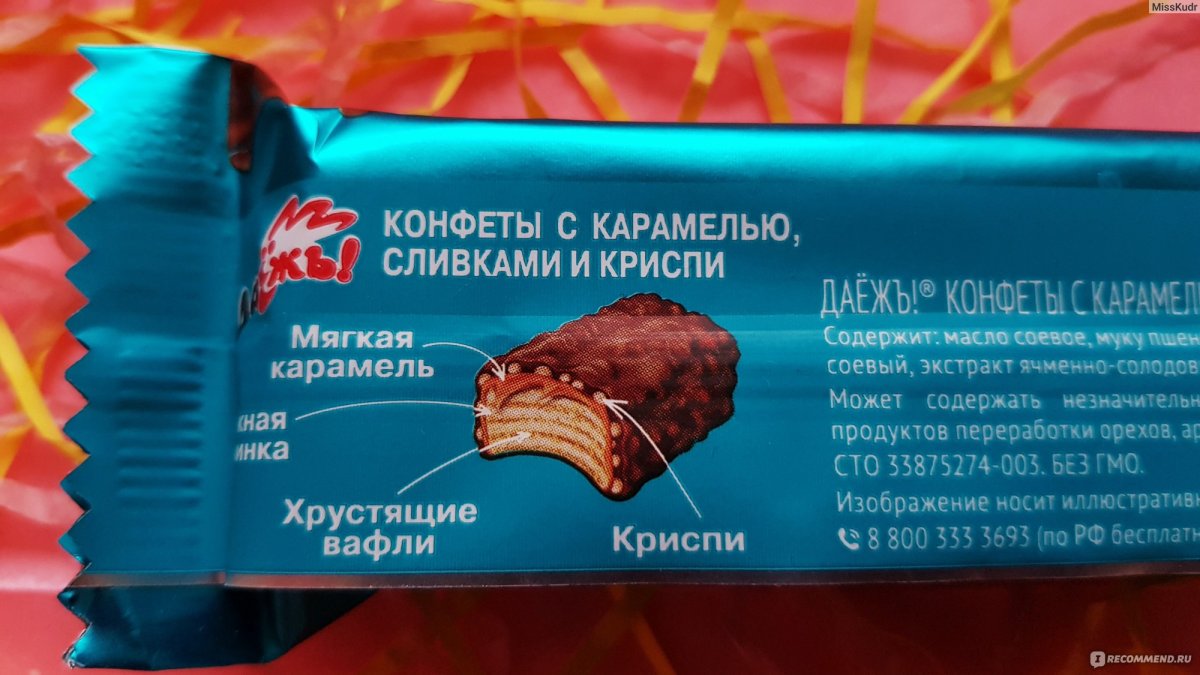 MissKudr
ёжъ!
КОНФЕТЫ С КАРАМЕЛЬЮ,
СЛИВКАМИ И КРИСПИ
Мягкая
карамель
Хрустящие
вафли
Криспи
ДАЁЖЪ!® КОНФЕТЫ С КАРАМЕЛ
Содержит: масло соевое, муку пшен
соевый, экстракт ячменно-солодов
Может содержать незначительн
продуктов переработки орехов, ар
СТО 33875274-003. БЕЗ ГМО.
Изображение носит иллюстративн
8 800 333 3693 (по РФ бесплатн
IRECOMMEND.RU